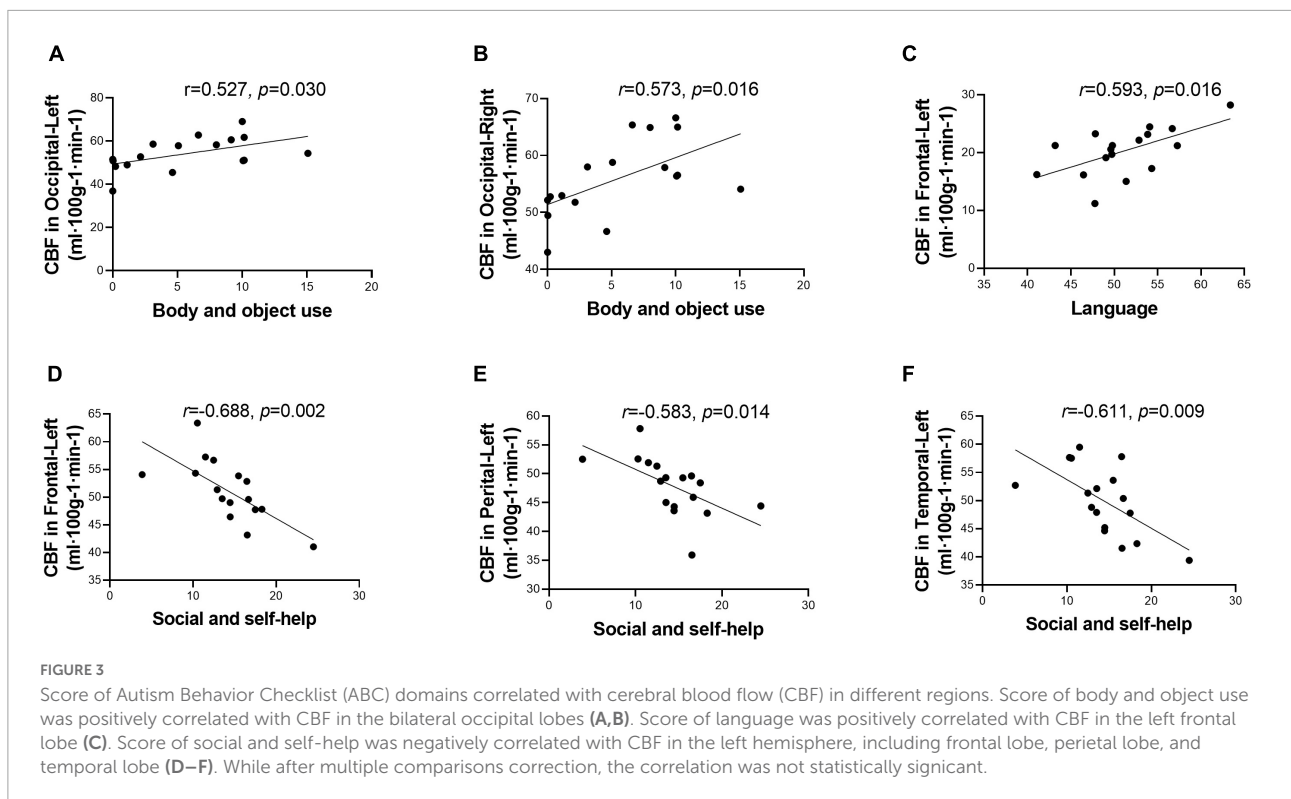 A
r=0.527, p=0.030
CBF in Occipital-Left
(ml·100g-1·min-1)
80
60
40
20
0
0 5 10 15 20
Body and object use
B
r=0.573, p=0.016
CBF in Occipital-Right
(ml·100g-1·min-1)
70
60
50
40
0 5 10 15 20
Body and object use
C
r=0.593, p=0.016
CBF in Frontal-Left
(ml·100g-1·min-1)
30
20
10
0
35 40 45 50 55 60 65
Language
D
r=-0.688, p=0.002
CBF in Frontal-Left
(ml·100g-1·min-1)
65
60
55
50
45
40
35
0 10 20 30
Social and self-help
E
r=-0.583, p=0.014
CBF in Perital-Left
(ml·100g-1·min-1)
60
55
50
45
40
35
30
0 10 20 30
Social and self-help
F
r=-0.611, p=0.009
CBF in Temporal-Left
(ml·100g-1·min-1)
65
60
55
50
45
40
35
0 10 20 30
Social and self-help
FIGURE 3
Score of Autism Behavior Checklist (ABC) domains correlated with cerebral blood flow (CBF) in different regions. Score of body and object use
was positively correlated with CBF in the bilateral occipital lobes (A,B). Score of language was positively correlated with CBF in the left frontal
lobe (C). Score of social and self-help was negatively correlated with CBF in the left hemisphere, including frontal lobe, perietal lobe, and
temporal lobe (D–F). While after multiple comparisons correction, the correlation was not statistically signicant.